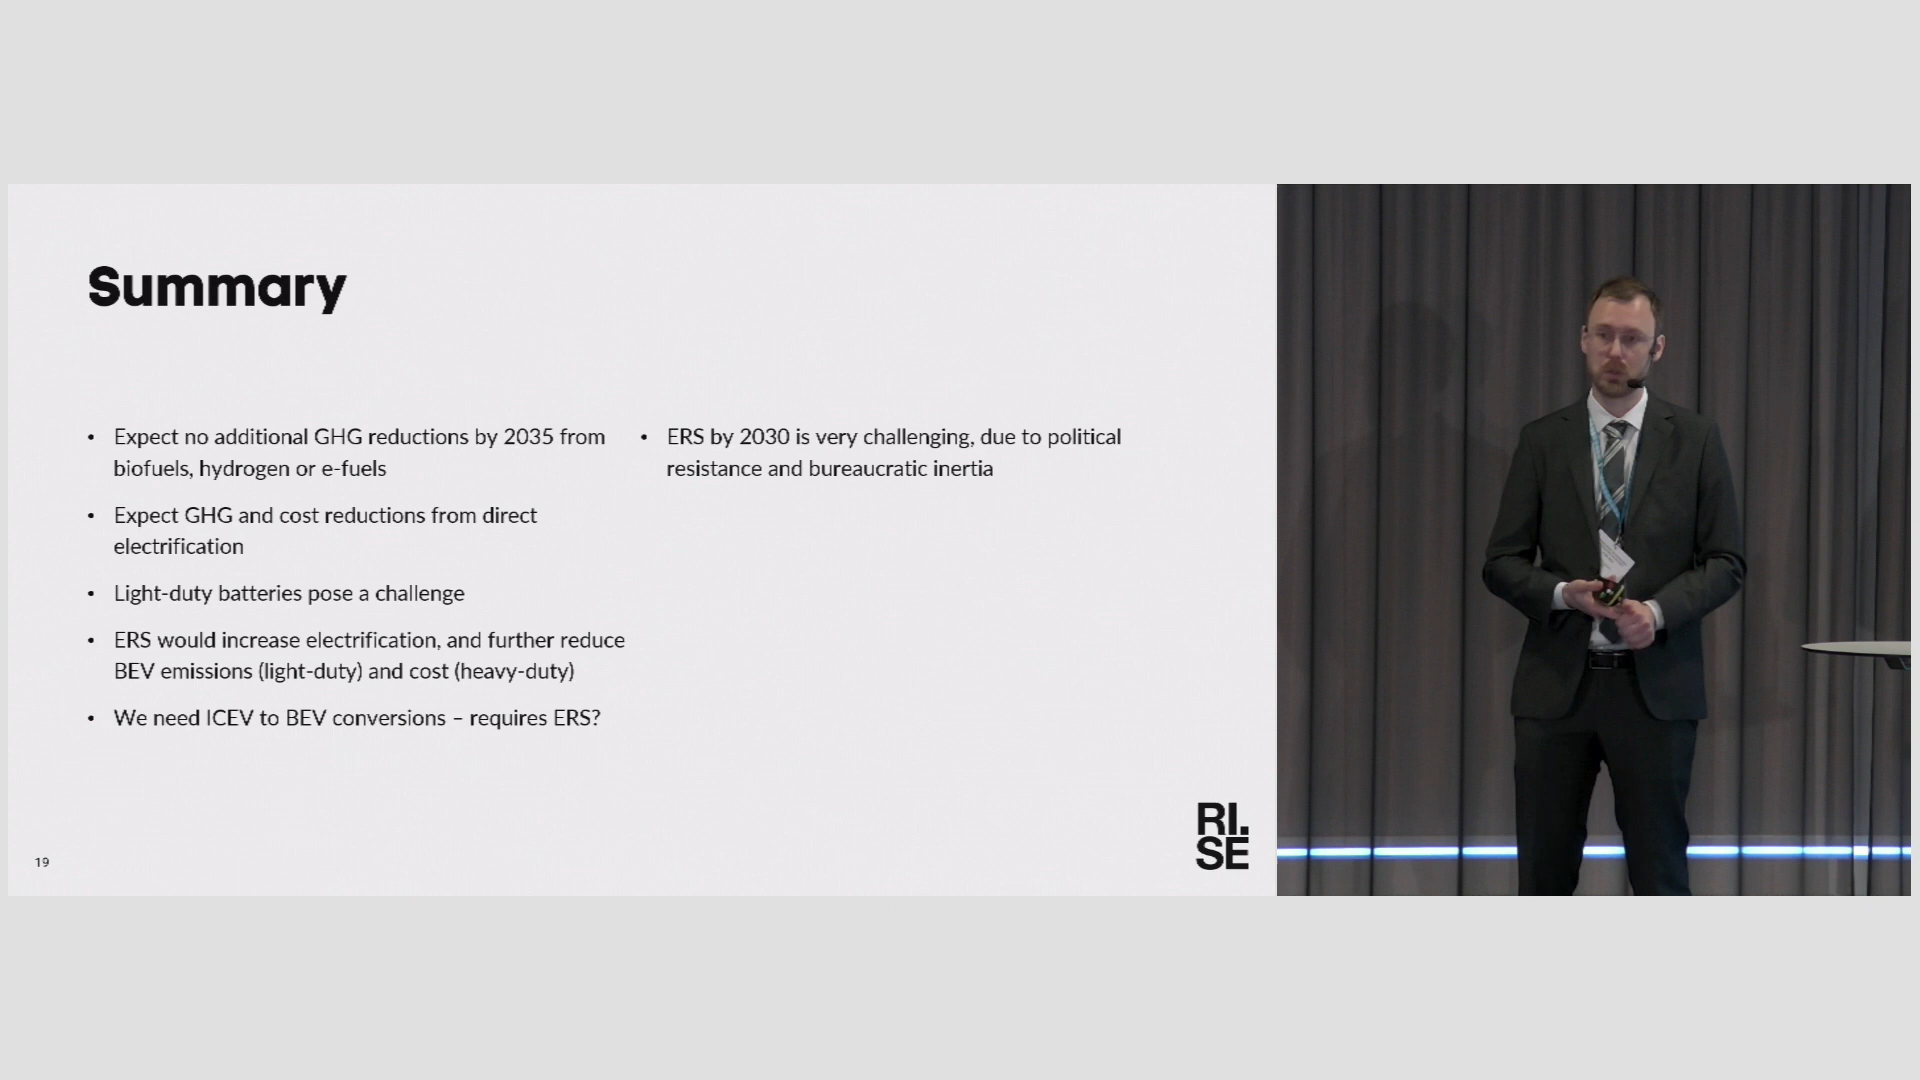 Summary
• Expect no additional GHG reductions by 2035 from
biofuels, hydrogen or e-fuels
• Expect GHG and cost reductions from direct
electrification
• Light-duty batteries pose a challenge
• ERS would increase electrification, and further reduce
BEV emissions (light-duty) and cost (heavy-duty)
• We need ICEV to BEV conversions – requires ERS?
• ERS by 2030 is very challenging, due to political
resistance and bureaucratic inertia
19
RI.
SE